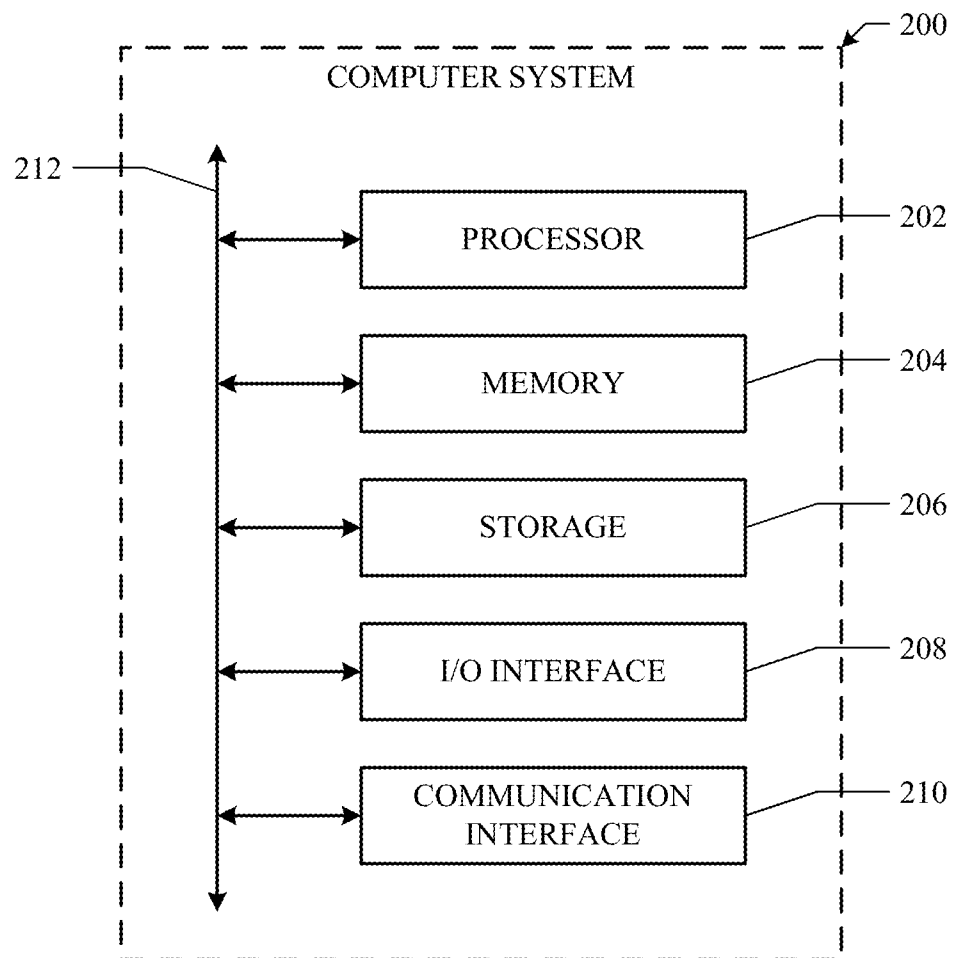 200
COMPUTER SYSTEM
212
PROCESSOR
202
MEMORY
204
STORAGE
206
I/O INTERFACE
208
COMMUNICATION
INTERFACE
210